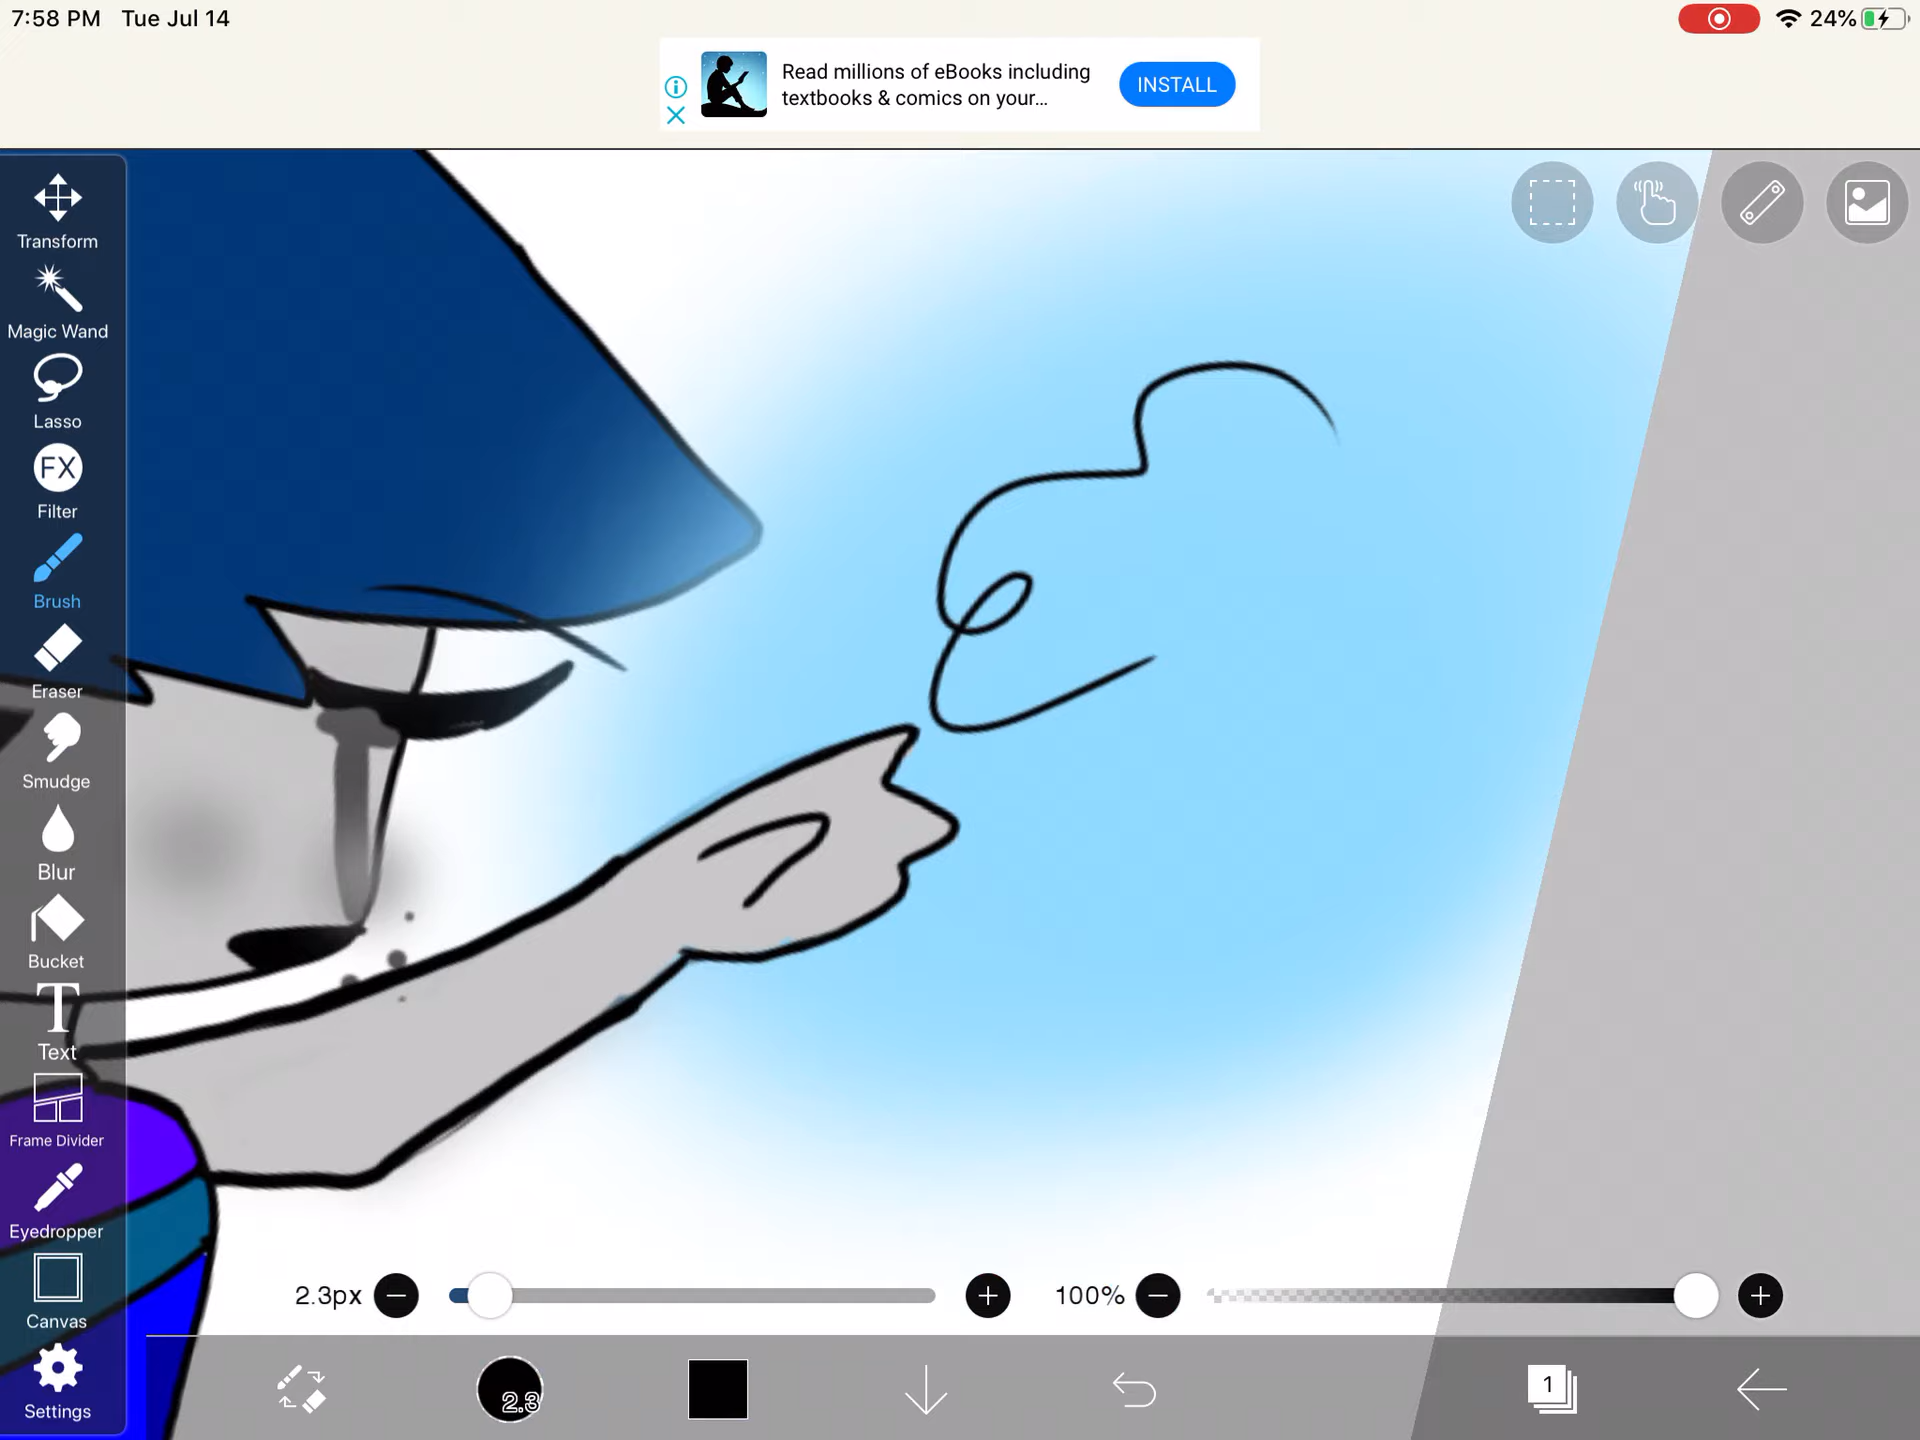 7:58 PM Tue Jul 14
24%
Read millions of eBooks including
textbooks & comics on your...
INSTALL
Transform
Magic Wand
Lasso
FX
Filter
Brush
Eraser
Smudge
Blur
Bucket
T
Text
Frame Divider
Eyedropper
Canvas
Settings
2.3px
100%
2.3
1